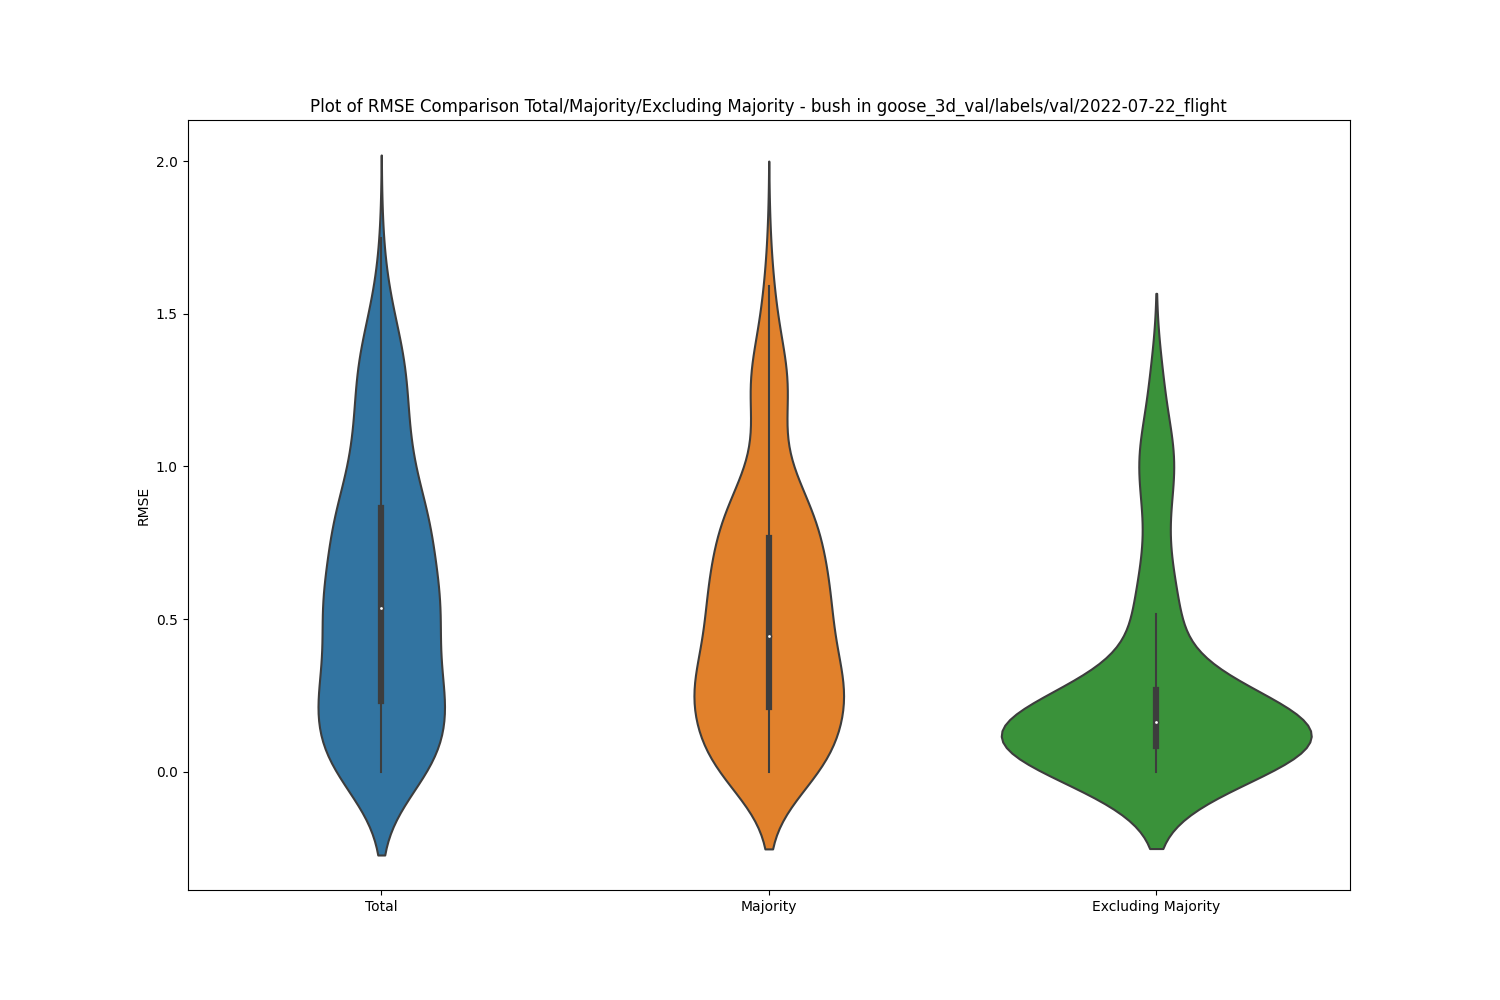 Plot of RMSE Comparison Total/Majority/Excluding Majority - bush in goose_3d_val/labels/val/2022-07-22_flight
2.0
1.5
1.0
RMSE
0.5
0.0
Total Majority Excluding Majority